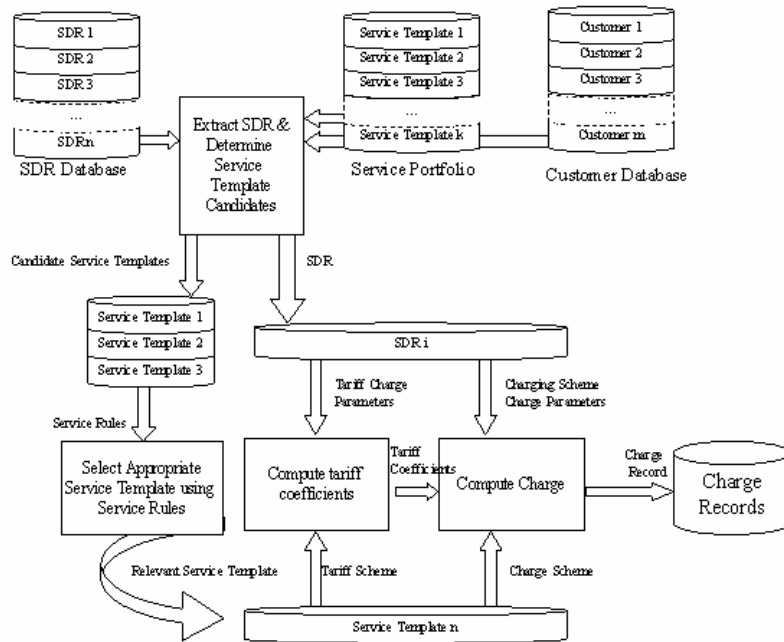 SDR 1
SDR 2
SDR 3
...
SDRn
SDR Database
Service Template 1
Service Template 2
Service Template 3
...
Service Template k
Service Portfolio
Customer 1
Customer 2
Customer 3
...
Customer m
Customer Database
Extract SDR &
Determine
Service
Template
Candidates
Candidate Service Templates
SDR
Service Template 1
Service Template 2
Service Template 3
SDR i
Tariff Charge
Parameters
Charging Scheme
Charge Parameters
Service Rules
Select Appropriate
Service Template using
Service Rules
Compute tariff
coefficients
Tariff
Coefficients
Compute Charge
Charge
Record
Charge
Records
Relevant Service Template
Tariff Scheme
Charge Scheme
Service Template n